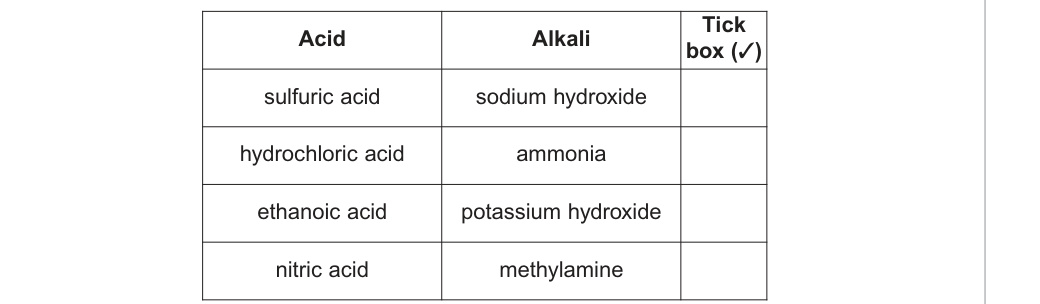 Acid Alkali Tick box (✓)
sulfuric acid sodium hydroxide
hydrochloric acid ammonia
ethanoic acid potassium hydroxide
nitric acid methylamine